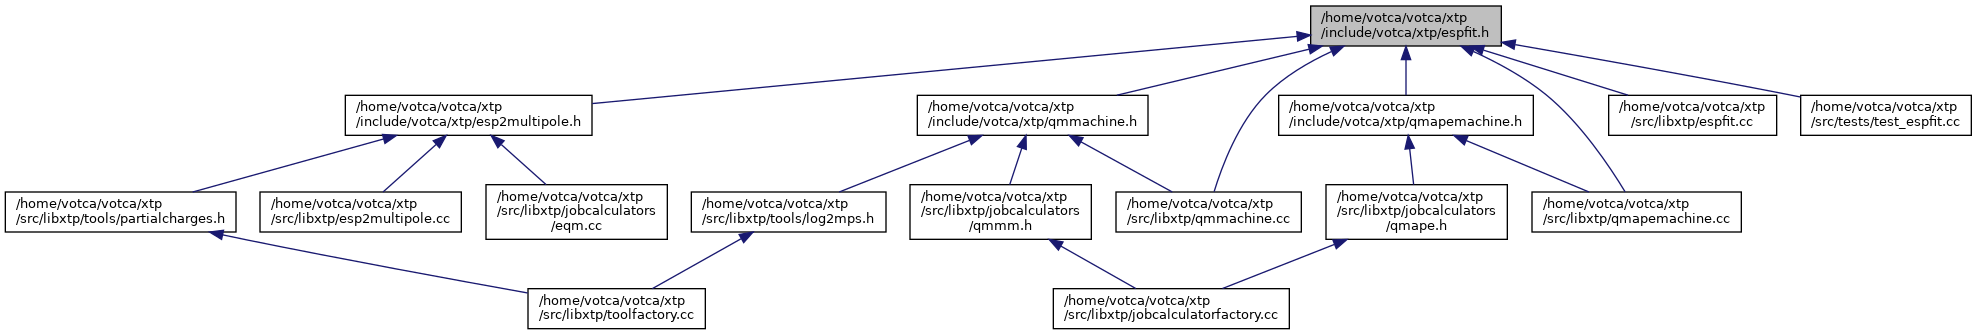 /home/votca/votca/xtp
/include/votca/xtp/espfit.h
/home/votca/votca/xtp
/include/votca/xtp/esp2multipole.h
/home/votca/votca/xtp
/include/votca/xtp/qmmachine.h
/home/votca/votca/xtp
/include/votca/xtp/qmapemachine.h
/home/votca/votca/xtp
/src/libxtp/espfit.cc
/home/votca/votca/xtp
/src/tests/test_espfit.cc
/home/votca/votca/xtp
/src/libxtp/tools/partialcharges.h
/home/votca/votca/xtp
/src/libxtp/esp2multipole.cc
/home/votca/votca/xtp
/src/libxtp/jobcalculators
/eqm.cc
/home/votca/votca/xtp
/src/libxtp/tools/log2mps.h
/home/votca/votca/xtp
/src/libxtp/jobcalculators
/qmmm.h
/home/votca/votca/xtp
/src/libxtp/qmmachine.cc
/home/votca/votca/xtp
/src/libxtp/jobcalculators
/qmape.h
/home/votca/votca/xtp
/src/libxtp/qmapemachine.cc
/home/votca/votca/xtp
/src/libxtp/toolfactory.cc
/home/votca/votca/xtp
/src/libxtp/jobcalculatorfactory.cc